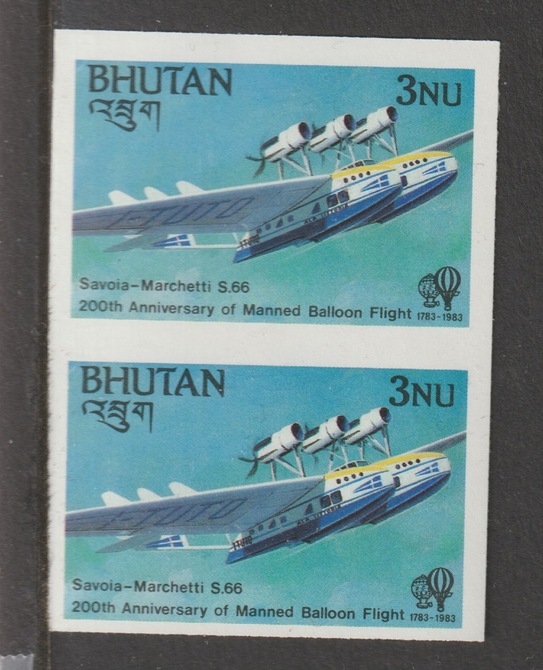 BHUTAN 3NU
འབྲུག
I-TUTO
Savoia-Marchetti S.66
200th Anniversary of Manned Balloon Flight 1783-1983
BHUTAN 3NU
འབྲུག
Savoia-Marchetti S.66
200th Anniversary of Manned Balloon Flight 1783-1983